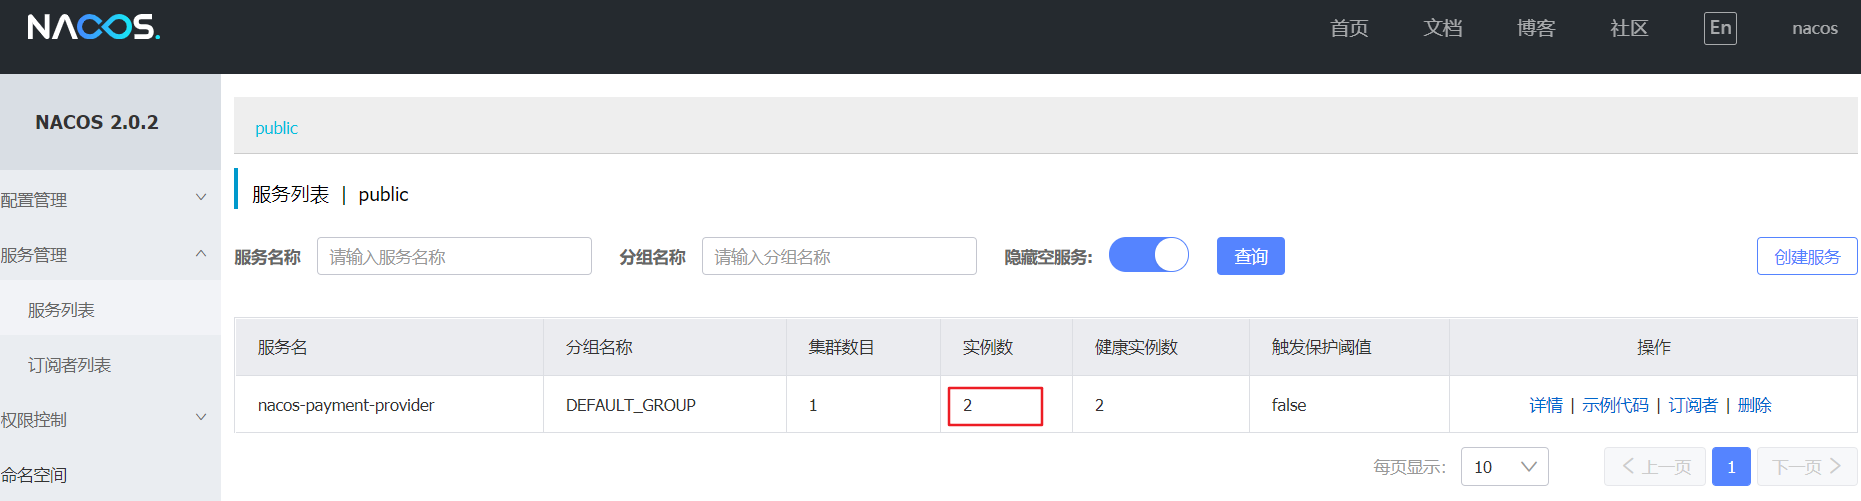 NACOS. 首页 文档 博客 社区 En nacos
NACOS 2.0.2
public
配置管理
服务列表 | public
服务管理
服务名称 请输入服务名称 分组名称 请输入分组名称 隐藏空服务: 查询 创建服务
服务列表
订阅者列表
服务名 分组名称 集群数目 实例数 健康实例数 触发保护阈值 操作
权限控制
nacos-payment-provider DEFAULT_GROUP 1 2 2 false 详情 | 示例代码 | 订阅者 | 删除
命名空间
每页显示: 10 上一页 1 下一页